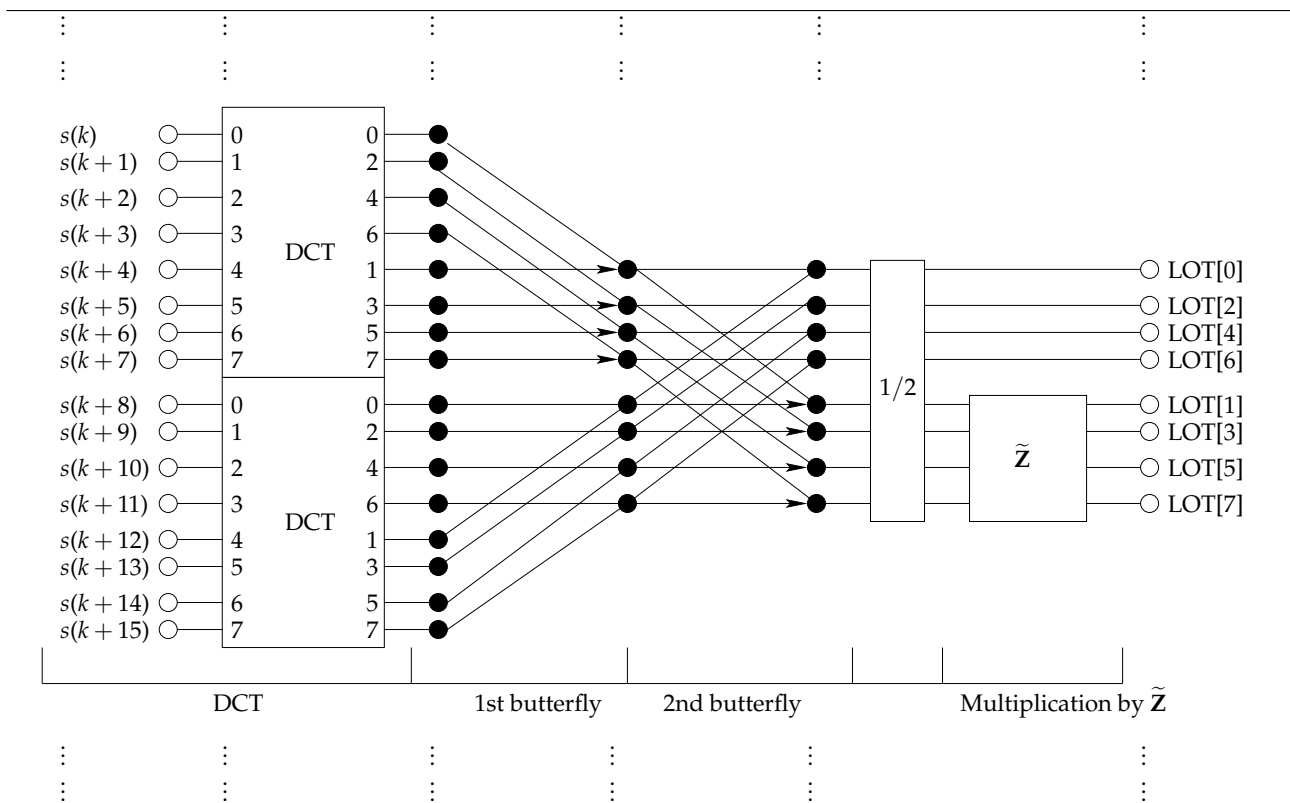 s(k) 0 0
s(k + 1) 1 2
s(k + 2) 2 4
s(k + 3) 3 6
DCT
s(k + 4) 4 1 LOT[0]
s(k + 5) 5 3 LOT[2]
s(k + 6) 6 5 LOT[4]
s(k + 7) 7 7 LOT[6]
1/2
s(k + 8) 0 0 LOT[1]
s(k + 9) 1 2 LOT[3]
Z̃
s(k + 10) 2 4 LOT[5]
s(k + 11) 3 6 LOT[7]
DCT
s(k + 12) 4 1
s(k + 13) 5 3
s(k + 14) 6 5
s(k + 15) 7 7
DCT 1st butterfly 2nd butterfly Multiplication by Z̃